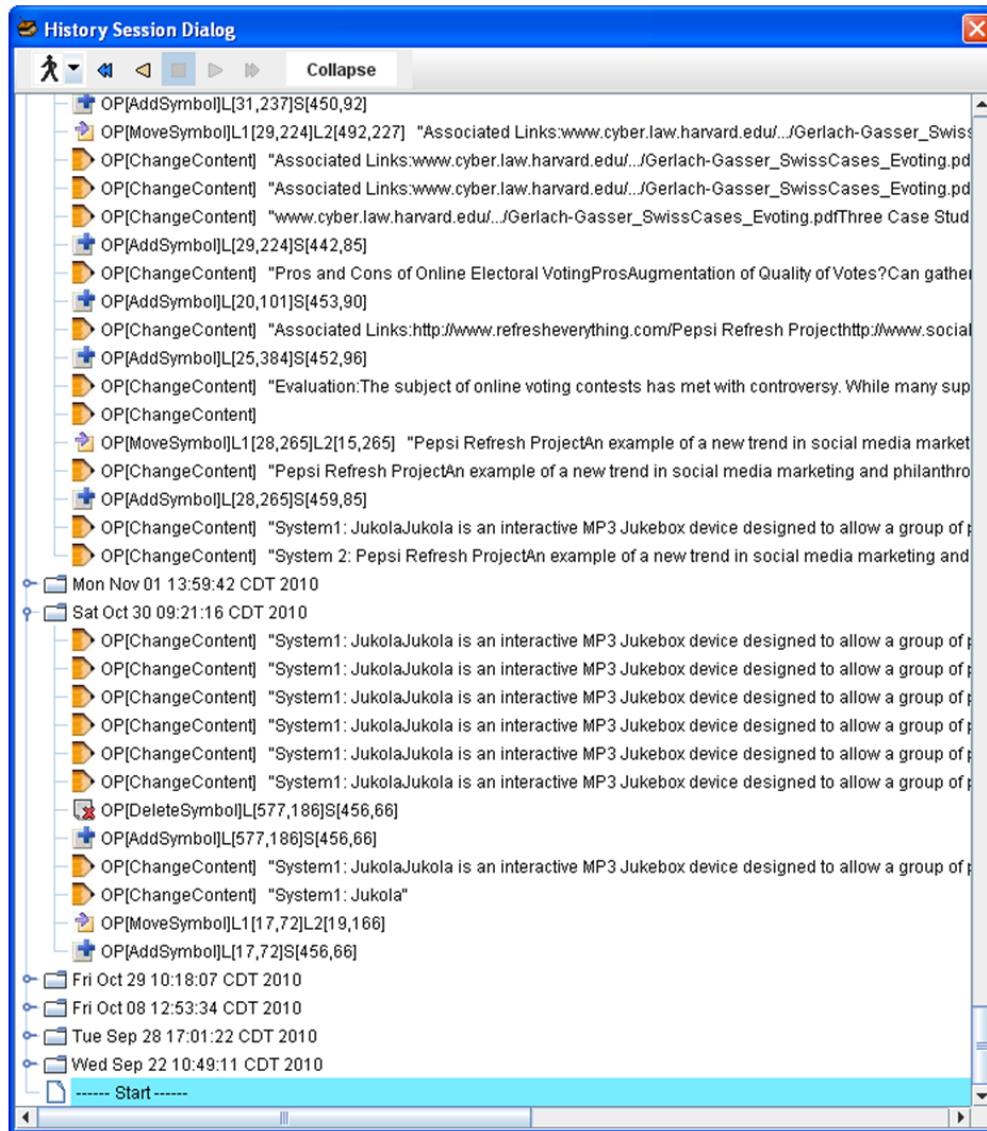 History Session Dialog
Collapse
OP[AddSymbol]L[31,237]S[450,92]
OP[MoveSymbol]L1[29,224]L2[492,227] "Associated Links:www.cyber.law.harvard.edu/.../Gerlach-Gasser_Swiss
OP[ChangeContent] "Associated Links:www.cyber.law.harvard.edu/.../Gerlach-Gasser_SwissCases_Evoting.pd
OP[ChangeContent] "Associated Links:www.cyber.law.harvard.edu/.../Gerlach-Gasser_SwissCases_Evoting.pd
OP[ChangeContent] "www.cyber.law.harvard.edu/.../Gerlach-Gasser_SwissCases_Evoting.pdfThree Case Stud
OP[AddSymbol]L[29,224]S[442,85]
OP[ChangeContent] "Pros and Cons of Online Electoral VotingProsAugmentation of Quality of Votes?Can gather
OP[AddSymbol]L[20,101]S[453,90]
OP[ChangeContent] "Associated Links:http://www.refresheverything.com/Pepsi Refresh Projecthttp://www.social
OP[AddSymbol]L[25,384]S[452,96]
OP[ChangeContent] "Evaluation:The subject of online voting contests has met with controversy. While many sup
OP[ChangeContent]
OP[MoveSymbol]L1[28,265]L2[15,265] "Pepsi Refresh ProjectAn example of a new trend in social media market
OP[ChangeContent] "Pepsi Refresh ProjectAn example of a new trend in social media marketing and philanthro
OP[AddSymbol]L[28,265]S[459,85]
OP[ChangeContent] "System1: JukolaJukola is an interactive MP3 Jukebox device designed to allow a group of p
OP[ChangeContent] "System 2: Pepsi Refresh ProjectAn example of a new trend in social media marketing and
Mon Nov 01 13:59:42 CDT 2010
Sat Oct 30 09:21:16 CDT 2010
OP[ChangeContent] "System1: JukolaJukola is an interactive MP3 Jukebox device designed to allow a group of p
OP[ChangeContent] "System1: JukolaJukola is an interactive MP3 Jukebox device designed to allow a group of p
OP[ChangeContent] "System1: JukolaJukola is an interactive MP3 Jukebox device designed to allow a group of p
OP[ChangeContent] "System1: JukolaJukola is an interactive MP3 Jukebox device designed to allow a group of p
OP[ChangeContent] "System1: JukolaJukola is an interactive MP3 Jukebox device designed to allow a group of p
OP[ChangeContent] "System1: JukolaJukola is an interactive MP3 Jukebox device designed to allow a group of p
OP[DeleteSymbol]L[577,186]S[456,66]
OP[AddSymbol]L[577,186]S[456,66]
OP[ChangeContent] "System1: JukolaJukola is an interactive MP3 Jukebox device designed to allow a group of p
OP[ChangeContent] "System1: Jukola"
OP[MoveSymbol]L1[17,72]L2[19,166]
OP[AddSymbol]L[17,72]S[456,66]
Fri Oct 29 10:18:07 CDT 2010
Fri Oct 08 12:53:34 CDT 2010
Tue Sep 28 17:01:22 CDT 2010
Wed Sep 22 10:49:11 CDT 2010
------ Start ------